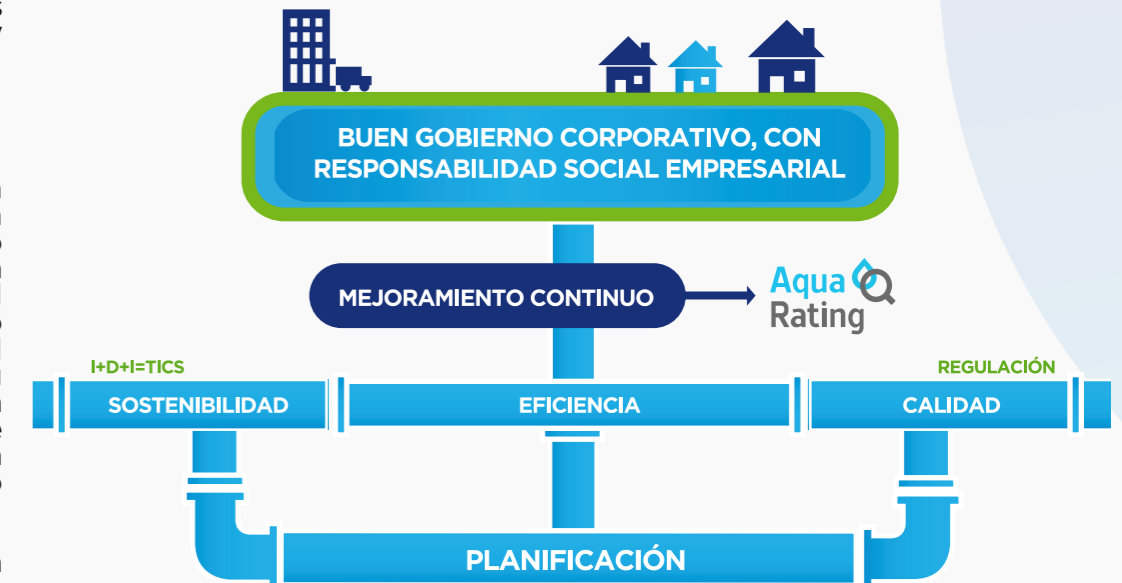 BUEN GOBIERNO CORPORATIVO, CON
RESPONSABILIDAD SOCIAL EMPRESARIAL
MEJORAMIENTO CONTINUO
Aqua
Rating
I+D+I=TICS
REGULACIÓN
SOSTENIBILIDAD
EFICIENCIA
CALIDAD
PLANIFICACIÓN